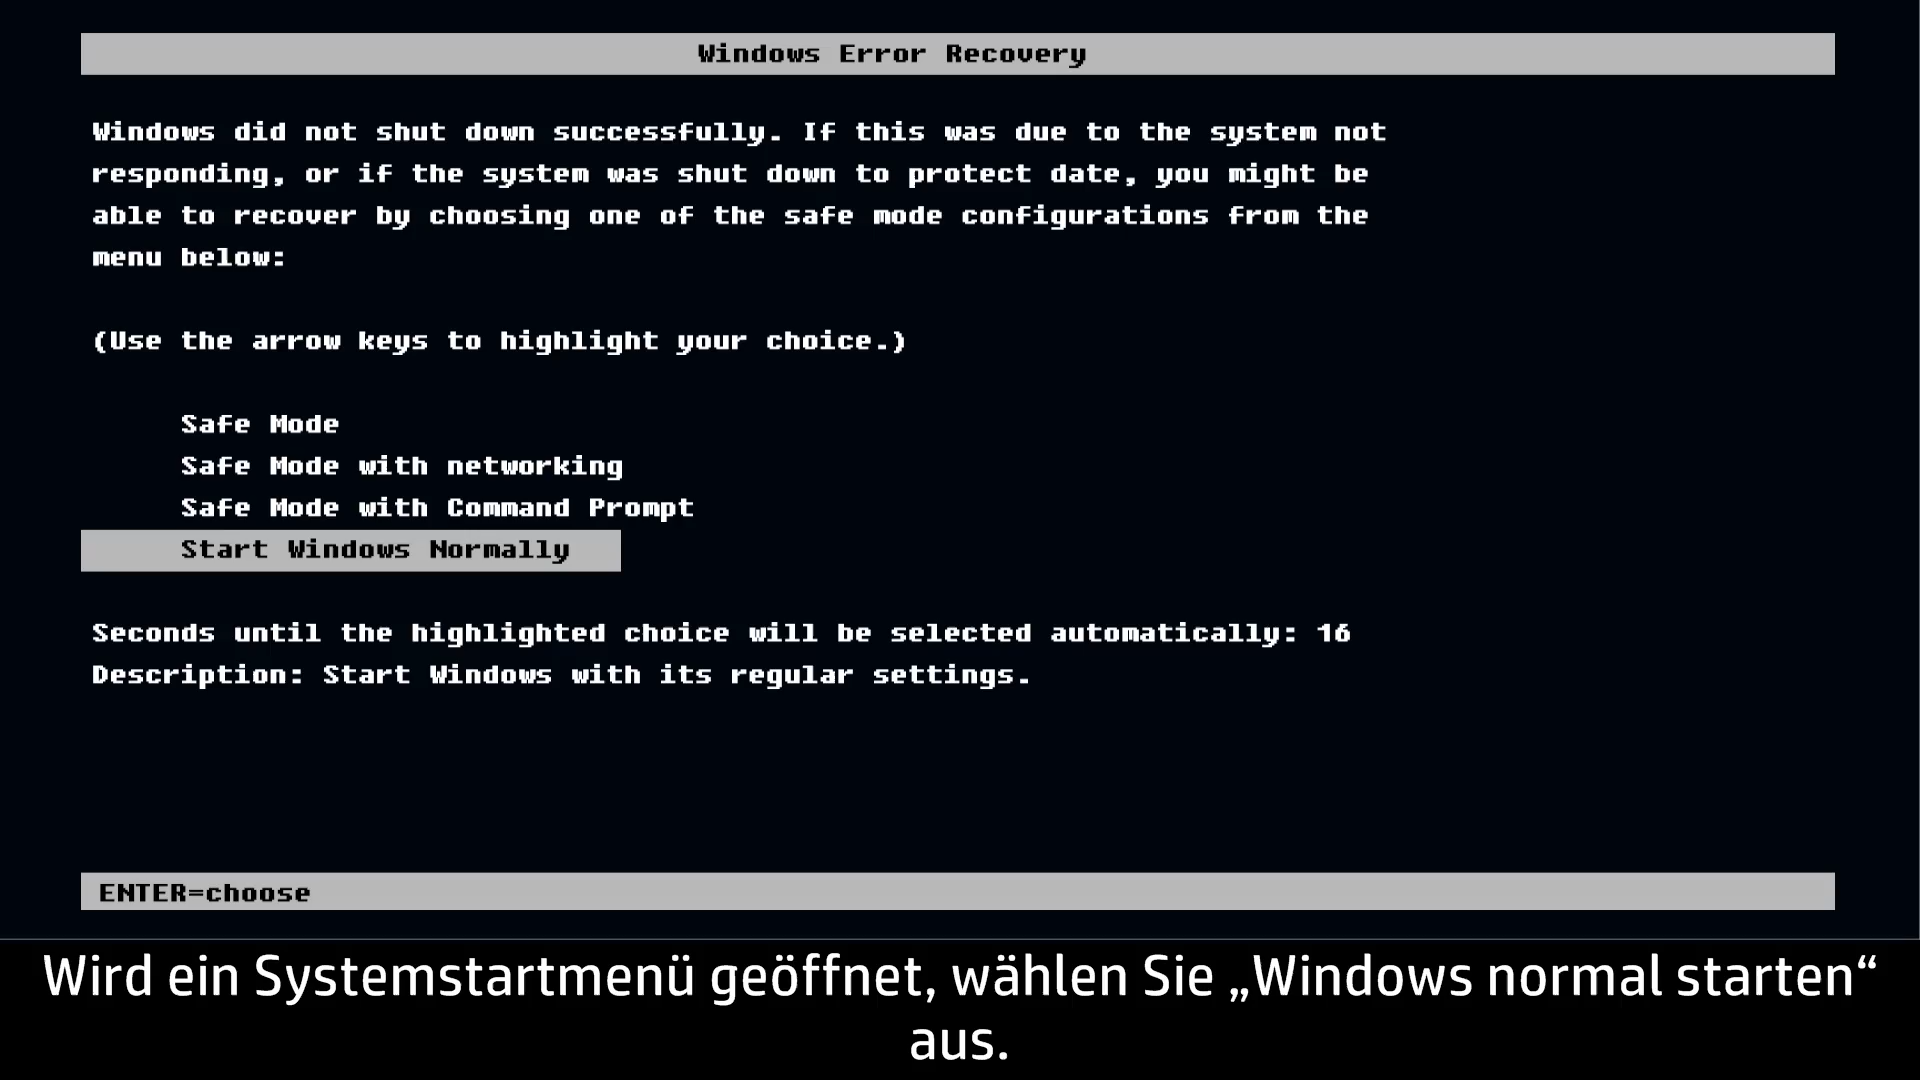 Windows Error Recovery
Windows did not shut down successfully. If this was due to the system not
responding, or if the system was shut down to protect date, you might be
able to recover by choosing one of the safe mode configurations from the
menu below:
(Use the arrow keys to highlight your choice.)
Safe Mode
Safe Mode with networking
Safe Mode with Command Prompt
Start Windows Normally
Seconds until the highlighted choice will be selected automatically: 16
Description: Start Windows with its regular settings.
ENTER=choose
Wird ein Systemstartmenü geöffnet, wählen Sie „Windows normal starten“
aus.